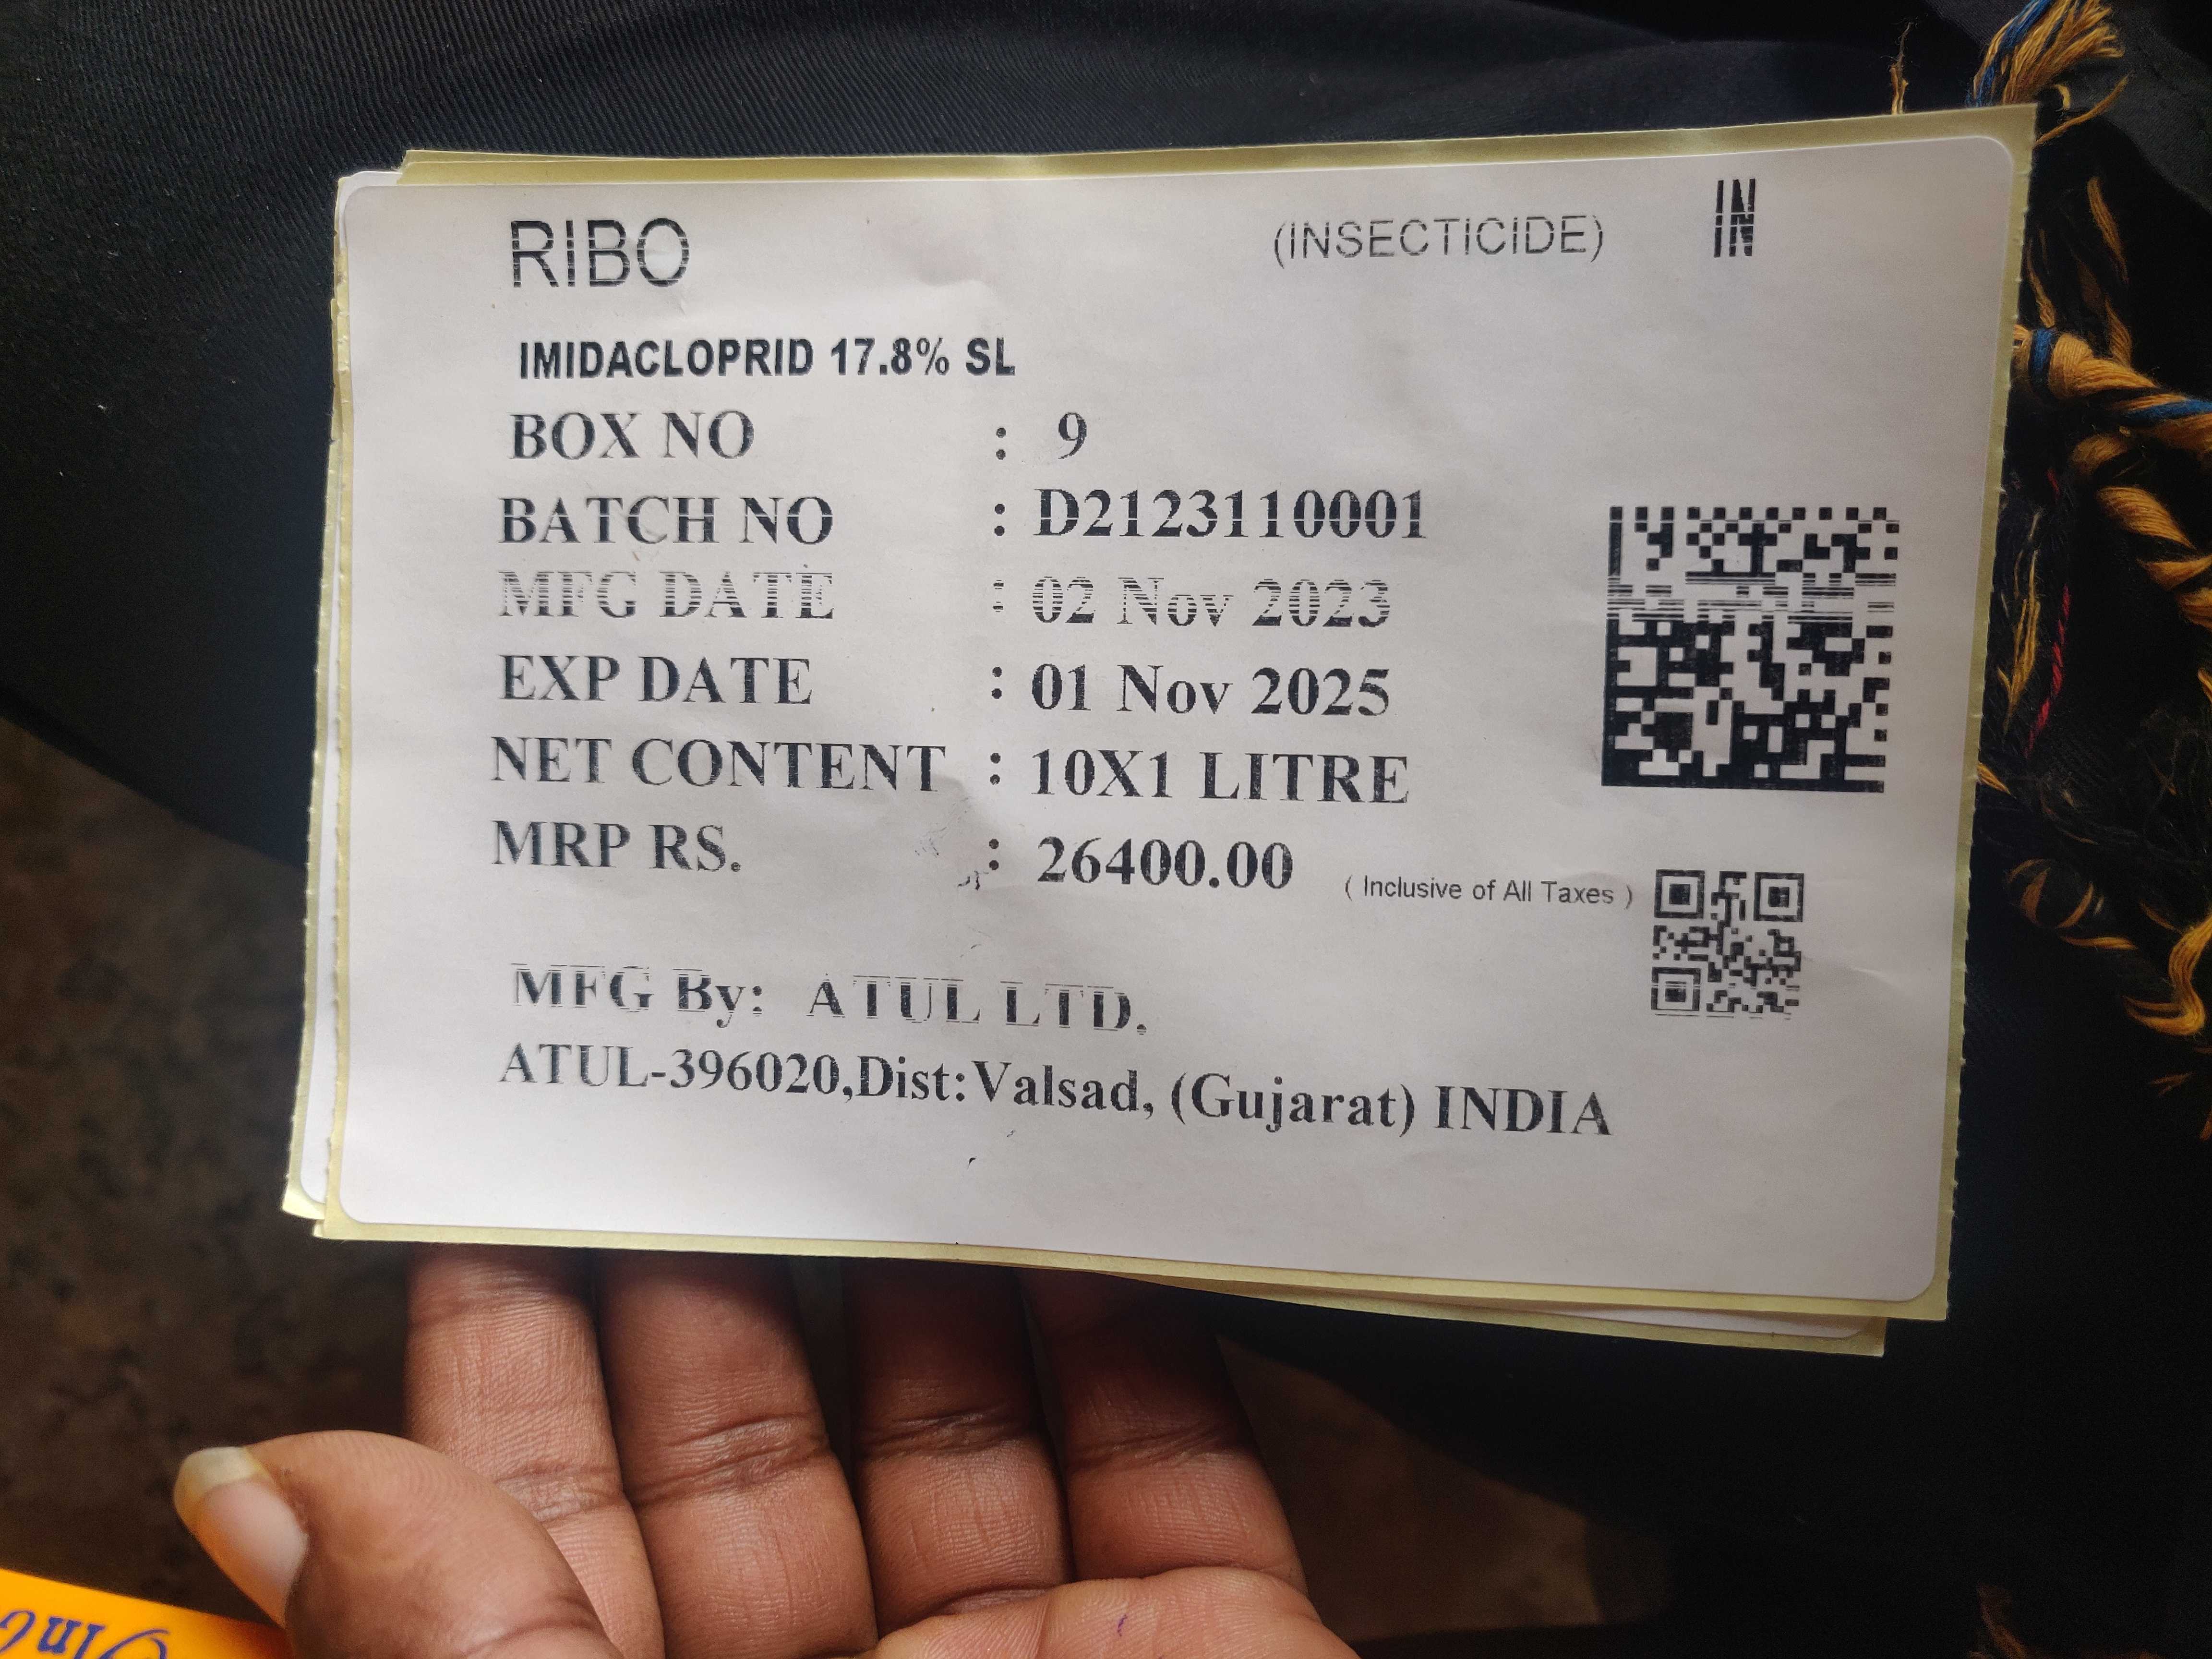 RIBO (INSECTICIDE) IN
IMIDACLOPRID 17.8% SL
BOX NO : 9
BATCH NO : D2123110001
MFG DATE : 02 Nov 2023
EXP DATE : 01 Nov 2025
NET CONTENT : 10X1 LITRE
MRP RS. : 26400.00 ( Inclusive of All Taxes )
MFG By: ATUL LTD.
ATUL-396020,Dist:Valsad, (Gujarat) INDIA